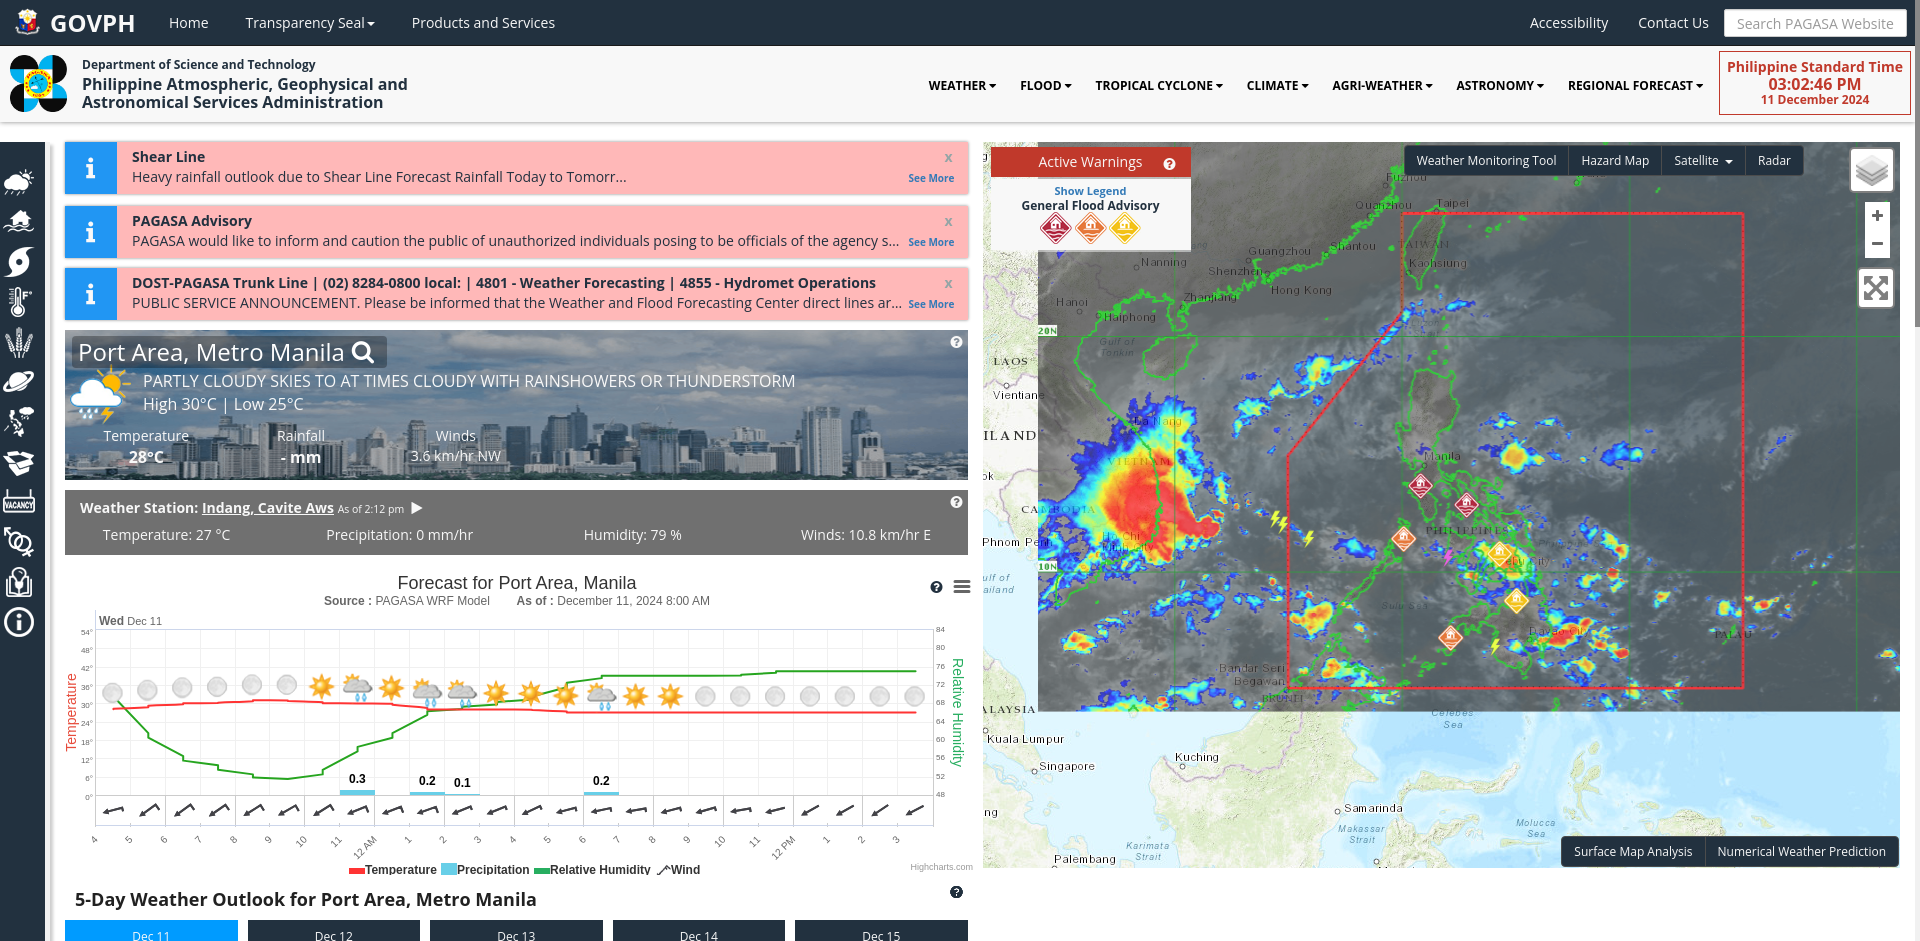 GOVPH
Home
Transparency Seal
Products and Services
Accessibility
Contact Us
Search PAGASA Website
Department of Science and Technology
Philippine Atmospheric, Geophysical and
Astronomical Services Administration
WEATHER
FLOOD
TROPICAL CYCLONE
CLIMATE
AGRI-WEATHER
ASTRONOMY
REGIONAL FORECAST
Philippine Standard Time
03:02:46 PM
11 December 2024
Shear Line
x
Heavy rainfall outlook due to Shear Line Forecast Rainfall Today to Tomorr...
See More
PAGASA Advisory
x
PAGASA would like to inform and caution the public of unauthorized individuals posing to be officials of the agency s...
See More
DOST-PAGASA Trunk Line | (02) 8284-0800 local: | 4801 - Weather Forecasting | 4855 - Hydromet Operations
x
PUBLIC SERVICE ANNOUNCEMENT. Please be informed that the Weather and Flood Forecasting Center direct lines ar...
See More
Port Area, Metro Manila
PARTLY CLOUDY SKIES TO AT TIMES CLOUDY WITH RAINSHOWERS OR THUNDERSTORM
High 30°C | Low 25°C
Temperature
Rainfall
Winds
28°C
- mm
3.6 km/hr NW
Weather Station: Indang, Cavite Aws As of 2:12 pm
Temperature: 27 °C
Precipitation: 0 mm/hr
Humidity: 79 %
Winds: 10.8 km/hr E
Forecast for Port Area, Manila
Source : PAGASA WRF Model As of : December 11, 2024 8:00 AM
Wed Dec 11
54°
48°
42°
36°
30°
24°
18°
12°
6°
0°
Temperature
84
80
76
72
68
64
60
56
52
48
Relative Humidity
0.3
0.2
0.1
0.2
4
5
6
7
8
9
10
11
12 AM
1
2
3
4
5
6
7
8
9
10
11
12 PM
1
2
3
Temperature
Precipitation
Relative Humidity
Wind
Highcharts.com
5-Day Weather Outlook for Port Area, Metro Manila
Dec 11
Dec 12
Dec 13
Dec 14
Dec 15
VACANCY
Active Warnings
Show Legend
General Flood Advisory
Weather Monitoring Tool
Hazard Map
Satellite
Radar
+
−
Fuzhou
Quanzhou
Taipei
Guangzhou
Shantou
TAIWAN
Nanning
Shenzhen
Kaohsiung
Hong Kong
Hanoi
Zhanjiang
Haiphong
20N
Gulf of
Tonkin
LAOS
Vientiane
Da Nang
ILAND
Manila
VIETNAM
ok
CAMBODIA
PHILIPPINES
Phnom Penh
Ho Chi
Minh City
10N
ulf of
ailand
Sulu Sea
Davao City
PALAU
Bandar Seri
Begawan
BRUNEI
ALAYSIA
Celebes
Sea
Kuala Lumpur
Kuching
Singapore
ng
Samarinda
Makassar
Strait
Molucca
Sea
Karimata
Strait
Palembang
Surface Map Analysis
Numerical Weather Prediction